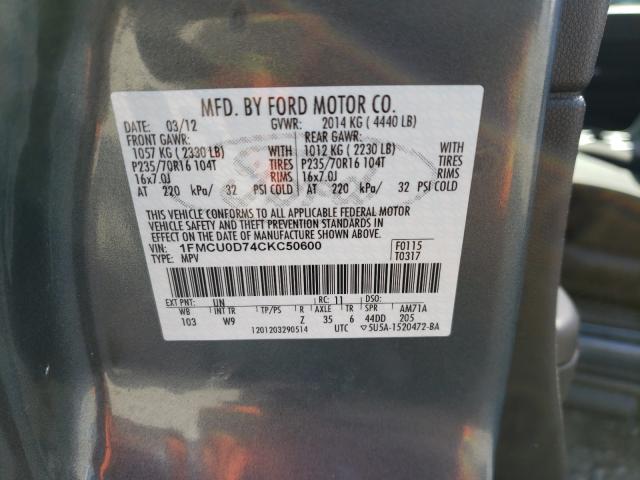 MFD. BY FORD MOTOR CO.
DATE: 03/12 GVWR: 2014 KG ( 4440 LB)
FRONT GAWR: REAR GAWR:
1057 KG ( 2330 LB) WITH 1012 KG ( 2230 LB) WITH
P235/70R16 104T TIRES P235/70R16 104T TIRES
16x7.0J RIMS 16x7.0J RIMS
AT 220 kPa/ 32 PSI COLD AT 220 kPa/ 32 PSI COLD
THIS VEHICLE CONFORMS TO ALL APPLICABLE FEDERAL MOTOR
VEHICLE SAFETY AND THEFT PREVENTION STANDARDS IN
EFFECT ON THE DATE OF MANUFACTURE SHOWN ABOVE.
VIN: 1FMCU0D74CKC50600 F0115
TYPE: MPV T0317
EXT PNT: UN RC: 11 DSO:
WB INT TR TP/PS R AXLE TR SPR AM71A
103 W9 Z 35 6 44DD 205
1201203290514 UTC ▽5U5A-1520472-BA